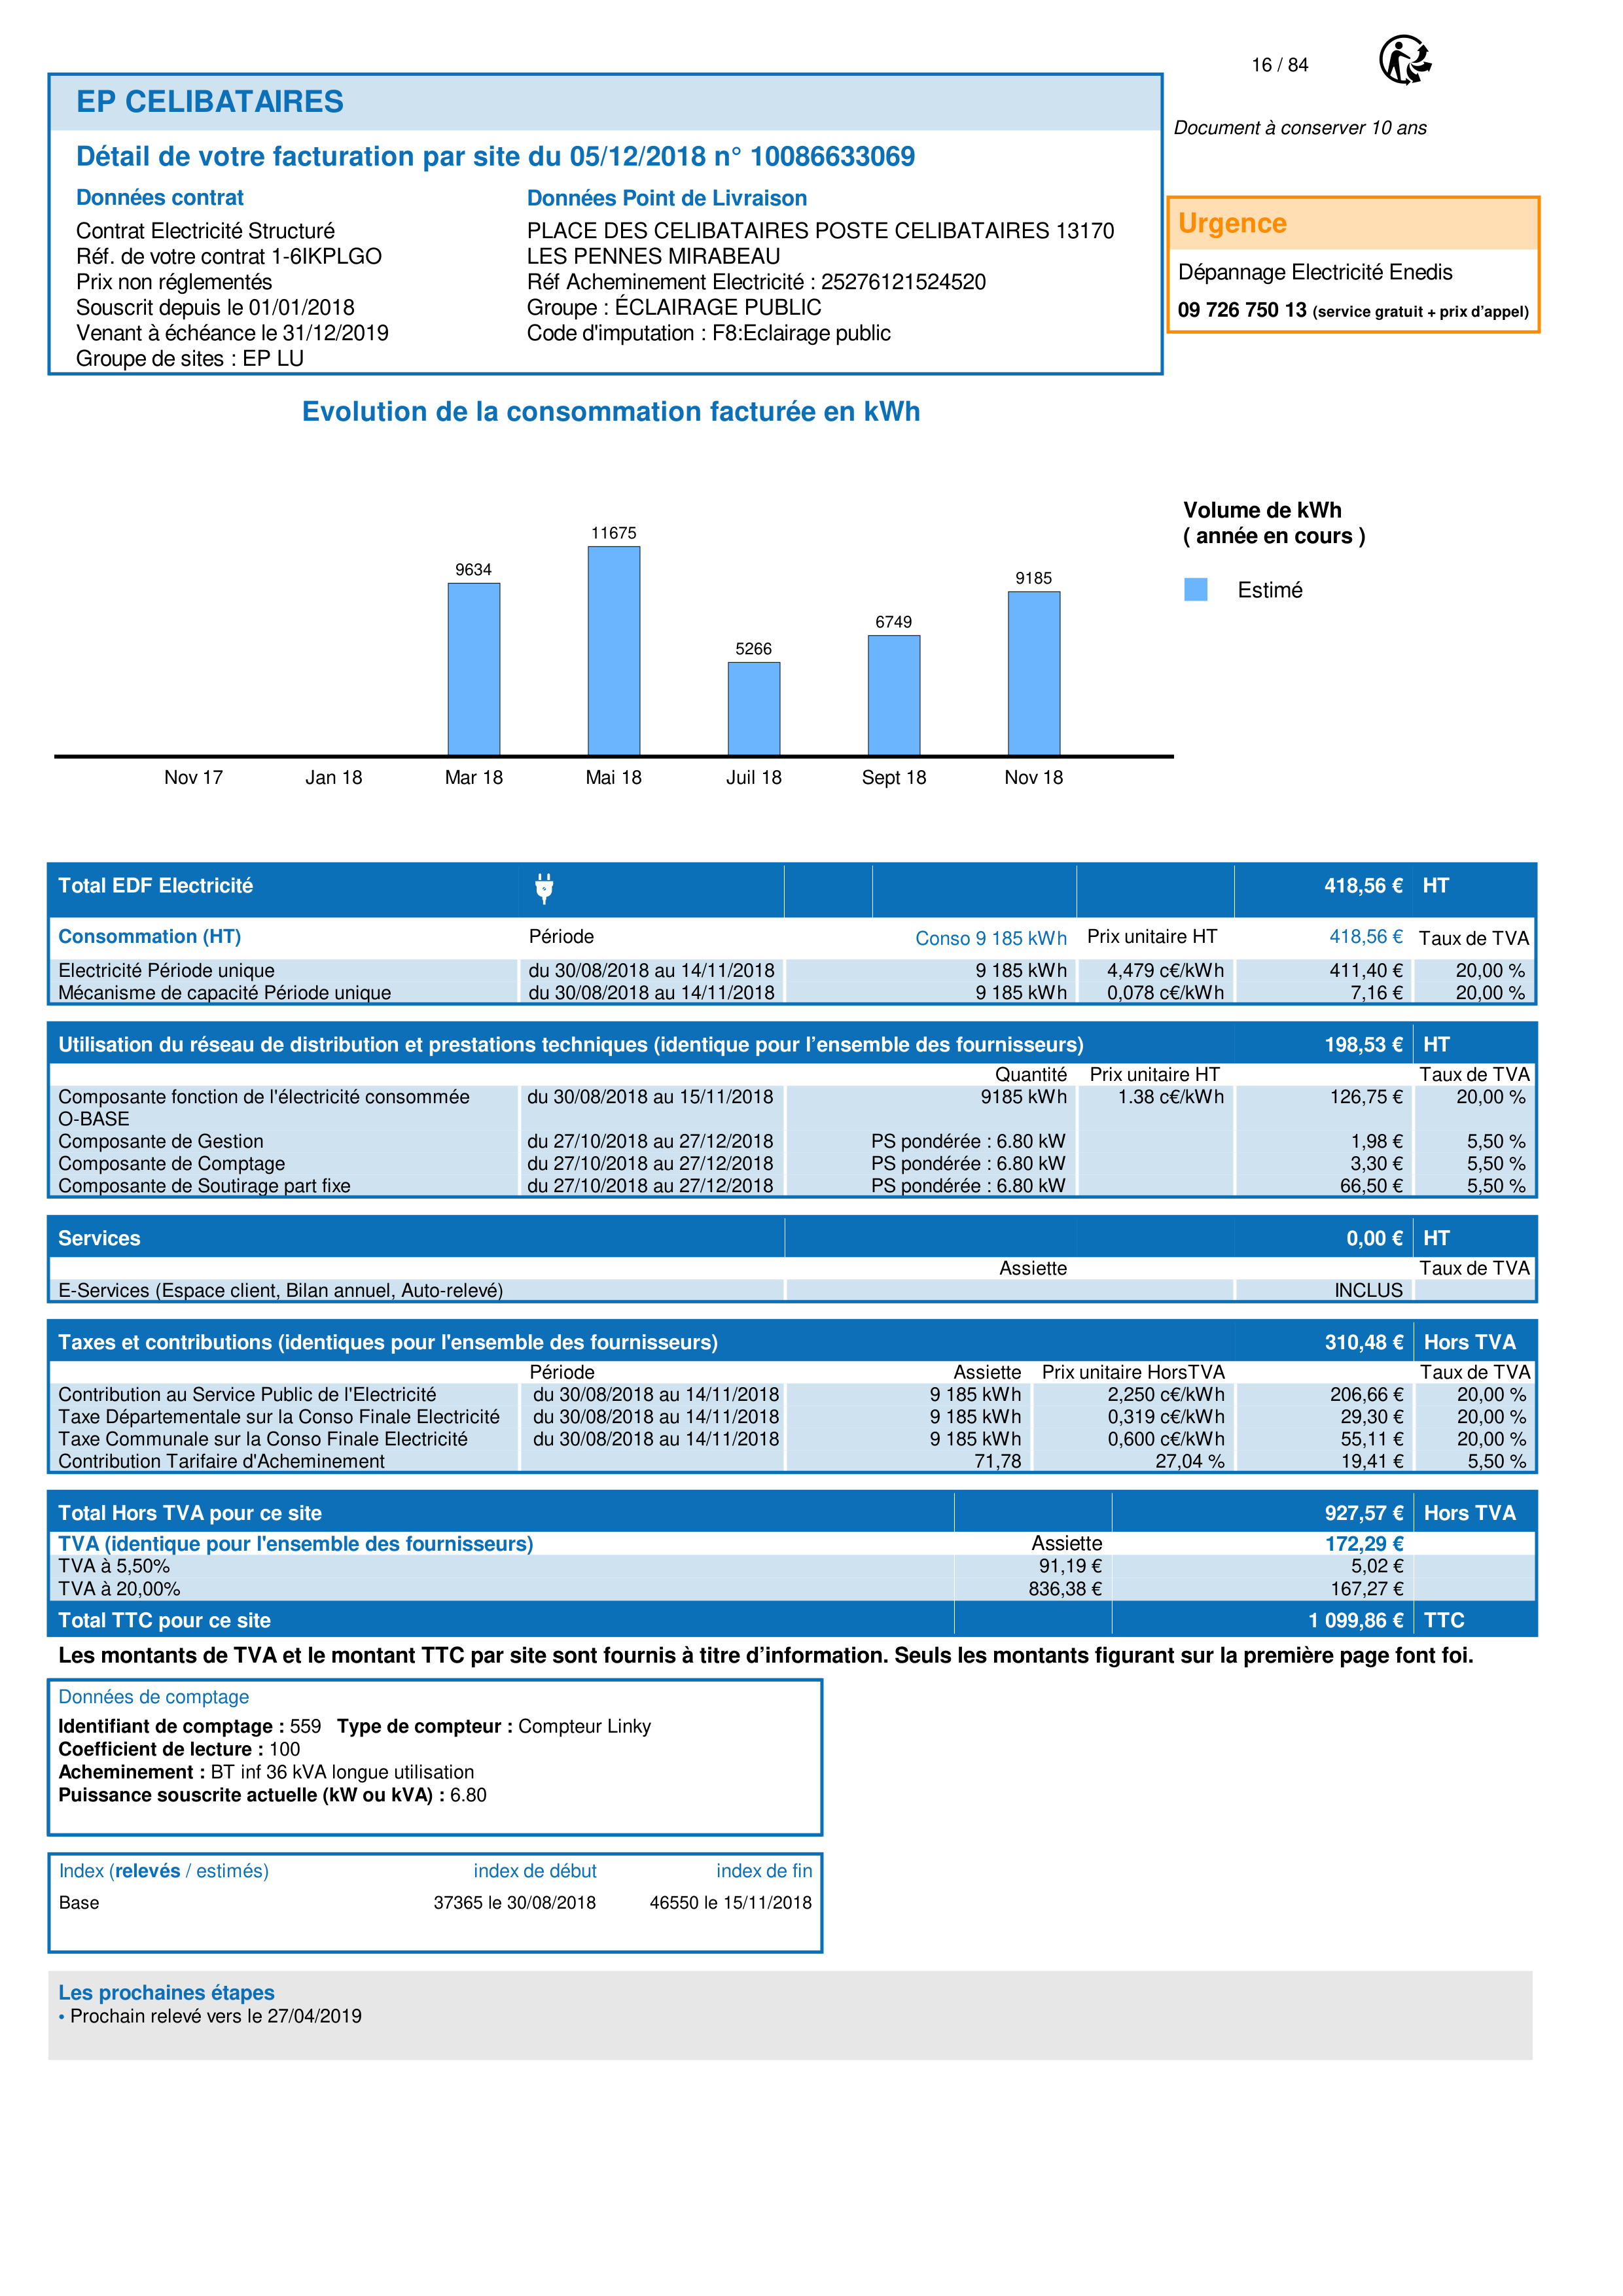 16 / 84
EP CELIBATAIRES
Document à conserver 10 ans
Détail de votre facturation par site du 05/12/2018 n° 10086633069
Données contrat
Contrat Electricité Structuré
Réf. de votre contrat 1-6IKPLGO
Prix non réglementés
Souscrit depuis le 01/01/2018
Venant à échéance le 31/12/2019
Groupe de sites : EP LU
Données Point de Livraison
PLACE DES CELIBATAIRES POSTE CELIBATAIRES 13170
LES PENNES MIRABEAU
Réf Acheminement Electricité : 25276121524520
Groupe : ÉCLAIRAGE PUBLIC
Code d'imputation : F8:Eclairage public
Urgence
Dépannage Electricité Enedis
09 726 750 13 (service gratuit + prix d’appel)
Evolution de la consommation facturée en kWh
9634
11675
5266
6749
9185
Nov 17 Jan 18 Mar 18 Mai 18 Juil 18 Sept 18 Nov 18
Volume de kWh
( année en cours )
Estimé
Total EDF Electricité 418,56 € HT
Consommation (HT) Période Conso 9 185 kWh Prix unitaire HT 418,56 € Taux de TVA
Electricité Période unique du 30/08/2018 au 14/11/2018 9 185 kWh 4,479 c€/kWh 411,40 € 20,00 %
Mécanisme de capacité Période unique du 30/08/2018 au 14/11/2018 9 185 kWh 0,078 c€/kWh 7,16 € 20,00 %
Utilisation du réseau de distribution et prestations techniques (identique pour l’ensemble des fournisseurs) 198,53 € HT
Quantité Prix unitaire HT Taux de TVA
Composante fonction de l'électricité consommée du 30/08/2018 au 15/11/2018 9185 kWh 1.38 c€/kWh 126,75 € 20,00 %
O-BASE
Composante de Gestion du 27/10/2018 au 27/12/2018 PS pondérée : 6.80 kW 1,98 € 5,50 %
Composante de Comptage du 27/10/2018 au 27/12/2018 PS pondérée : 6.80 kW 3,30 € 5,50 %
Composante de Soutirage part fixe du 27/10/2018 au 27/12/2018 PS pondérée : 6.80 kW 66,50 € 5,50 %
Services 0,00 € HT
Assiette Taux de TVA
E-Services (Espace client, Bilan annuel, Auto-relevé) INCLUS
Taxes et contributions (identiques pour l'ensemble des fournisseurs) 310,48 € Hors TVA
Période Assiette Prix unitaire HorsTVA Taux de TVA
Contribution au Service Public de l'Electricité du 30/08/2018 au 14/11/2018 9 185 kWh 2,250 c€/kWh 206,66 € 20,00 %
Taxe Départementale sur la Conso Finale Electricité du 30/08/2018 au 14/11/2018 9 185 kWh 0,319 c€/kWh 29,30 € 20,00 %
Taxe Communale sur la Conso Finale Electricité du 30/08/2018 au 14/11/2018 9 185 kWh 0,600 c€/kWh 55,11 € 20,00 %
Contribution Tarifaire d'Acheminement 71,78 27,04 % 19,41 € 5,50 %
Total Hors TVA pour ce site 927,57 € Hors TVA
TVA (identique pour l'ensemble des fournisseurs) Assiette 172,29 €
TVA à 5,50% 91,19 € 5,02 €
TVA à 20,00% 836,38 € 167,27 €
Total TTC pour ce site 1 099,86 € TTC
Les montants de TVA et le montant TTC par site sont fournis à titre d’information. Seuls les montants figurant sur la première page font foi.
Données de comptage
Identifiant de comptage : 559 Type de compteur : Compteur Linky
Coefficient de lecture : 100
Acheminement : BT inf 36 kVA longue utilisation
Puissance souscrite actuelle (kW ou kVA) : 6.80
Index (relevés / estimés) index de début index de fin
Base 37365 le 30/08/2018 46550 le 15/11/2018
Les prochaines étapes
• Prochain relevé vers le 27/04/2019